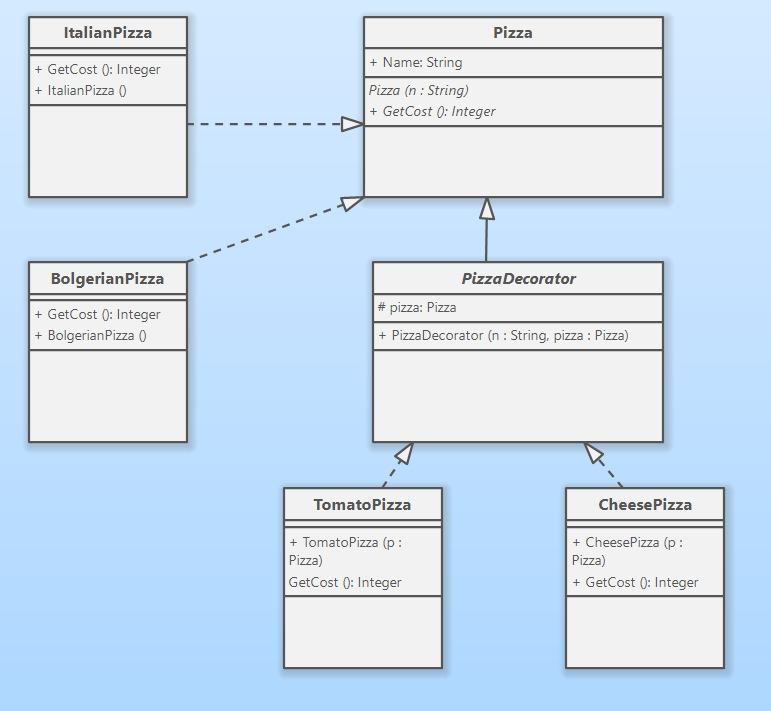 ItalianPizza
+ GetCost (): Integer
+ ItalianPizza ()
Pizza
+ Name: String
Pizza (n : String)
+ GetCost (): Integer
BolgerianPizza
+ GetCost (): Integer
+ BolgerianPizza ()
PizzaDecorator
# pizza: Pizza
+ PizzaDecorator (n : String, pizza : Pizza)
TomatoPizza
+ TomatoPizza (p :
Pizza)
GetCost (): Integer
CheesePizza
+ CheesePizza (p :
Pizza)
+ GetCost (): Integer